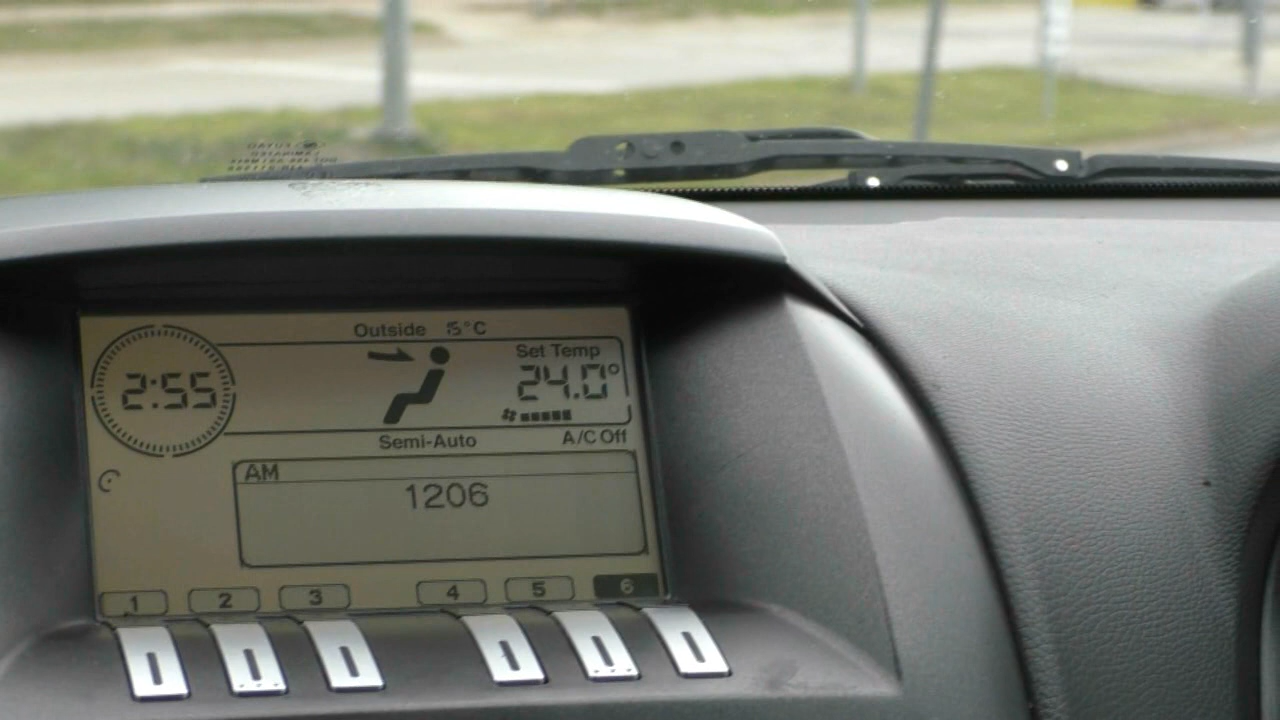 Outside 15°C
2:55
Set Temp
24.0°
Semi-Auto
A/C Off
AM
1206
1 2 3 4 5 6